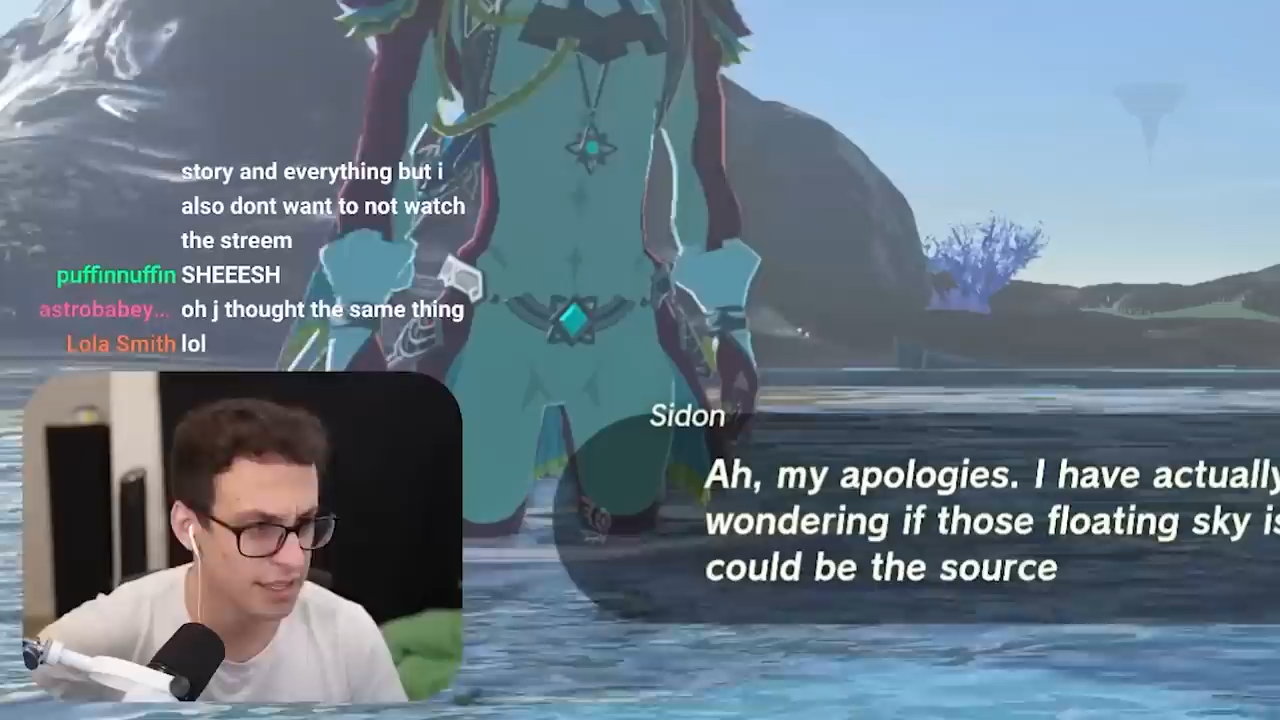 story and everything but i
also dont want to not watch
the streem
puffinnuffin SHEEESH
astrobabey... oh j thought the same thing
Lola Smith lol
Sidon
Ah, my apologies. I have actually
wondering if those floating sky
could be the source